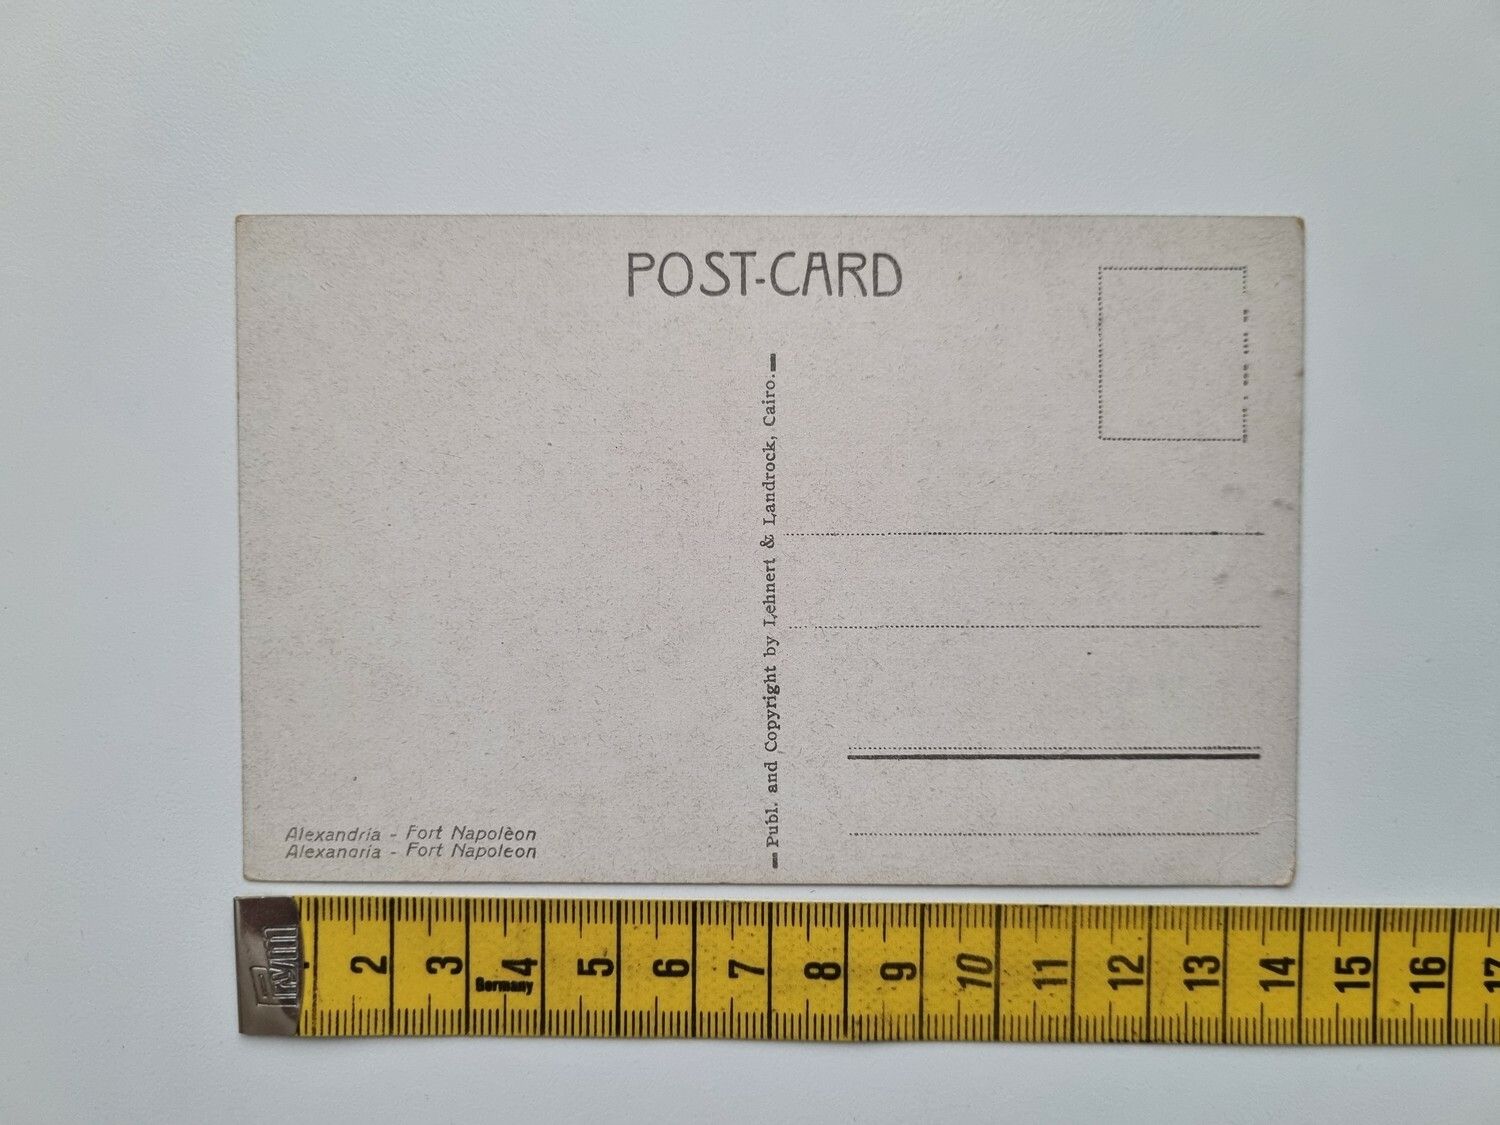 POST-CARD
Publ. and Copyright by Lehnert & Landrock, Cairo.
Alexandria - Fort Napolèon
Alexandria - Fort Napoleon
2 3 4 5 6 7 8 9 10 11 12 13 14 15 16 17
Germany